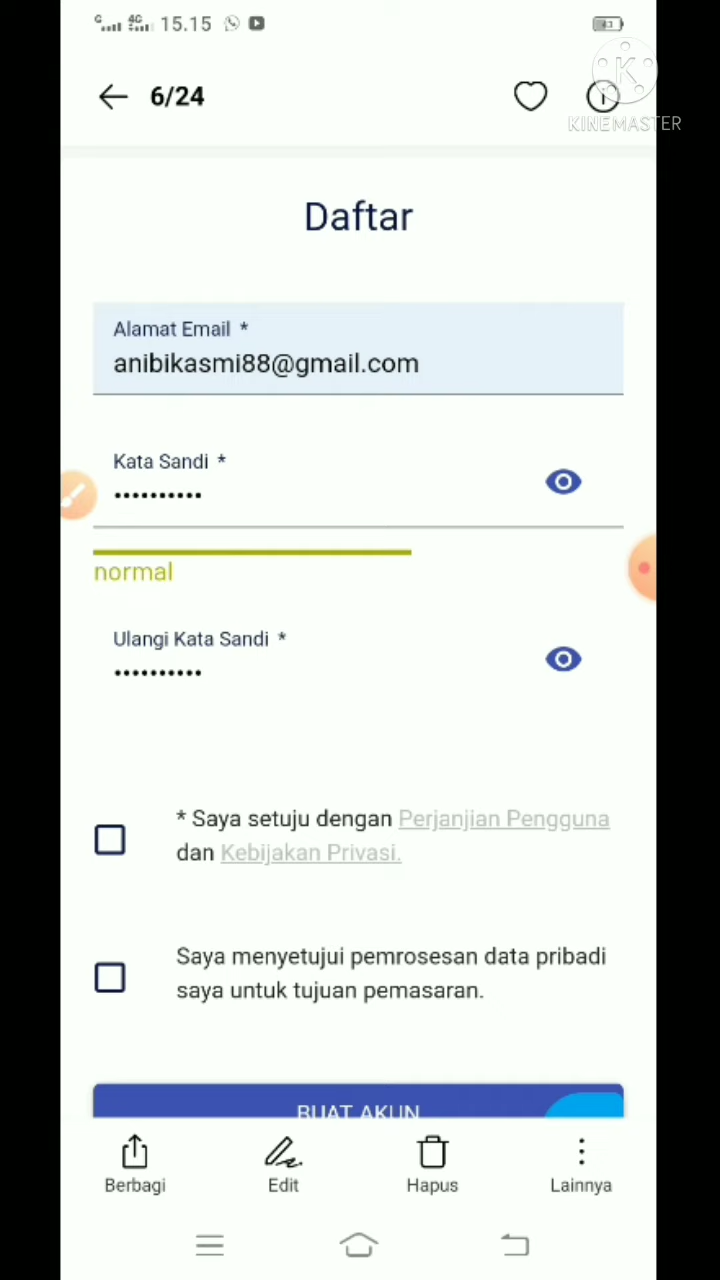 G 4G 15.15
6/24
KINEMASTER
Daftar
Alamat Email *
anibikasmi88@gmail.com
Kata Sandi *
••••••••••
normal
Ulangi Kata Sandi *
••••••••••
* Saya setuju dengan Perjanjian Pengguna
dan Kebijakan Privasi.
Saya menyetujui pemrosesan data pribadi
saya untuk tujuan pemasaran.
BUAT AKUN
Berbagi Edit Hapus Lainnya